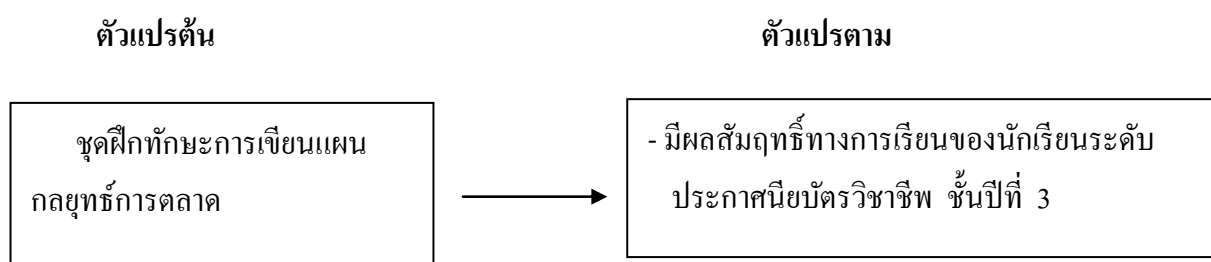 ตัวแปรต้น
ตัวแปรตาม
ชุดฝึกทักษะการเขียนแผน
กลยุทธ์การตลาด
- มีผลสัมฤทธิ์ทางการเรียนของนักเรียนระดับ
ประกาศนียบัตรวิชาชีพ ชั้นปีที่ 3